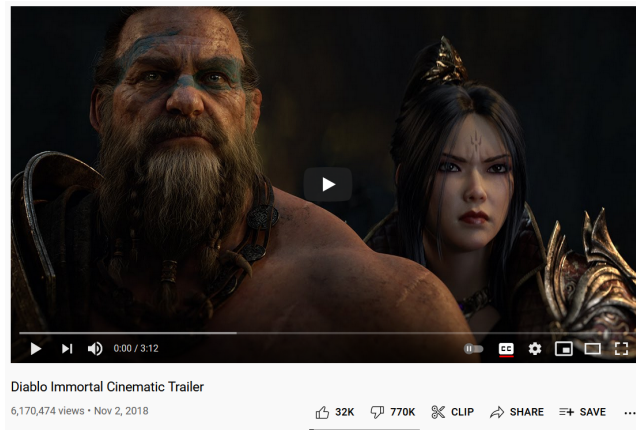 0:00 / 3:12
CC
Diablo Immortal Cinematic Trailer
6,170,474 views • Nov 2, 2018 32K 770K CLIP SHARE SAVE